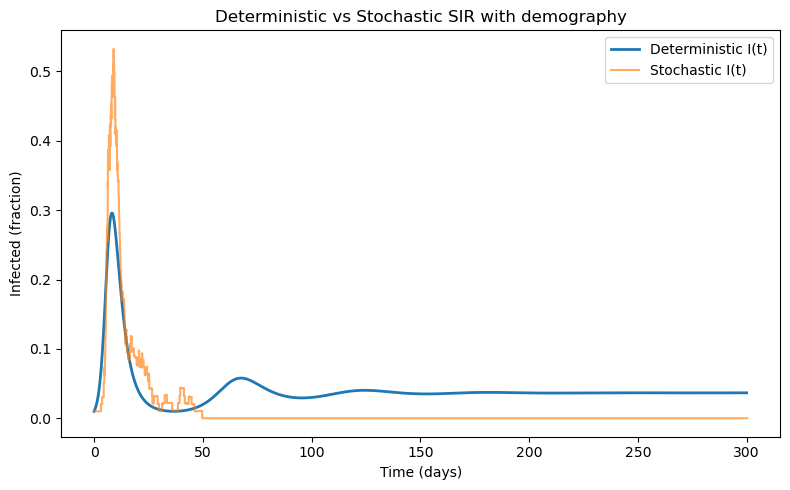 Deterministic vs Stochastic SIR with demography
Deterministic I(t)
Stochastic I(t)
Infected (fraction)
0.5
0.4
0.3
0.2
0.1
0.0
0 50 100 150 200 250 300
Time (days)